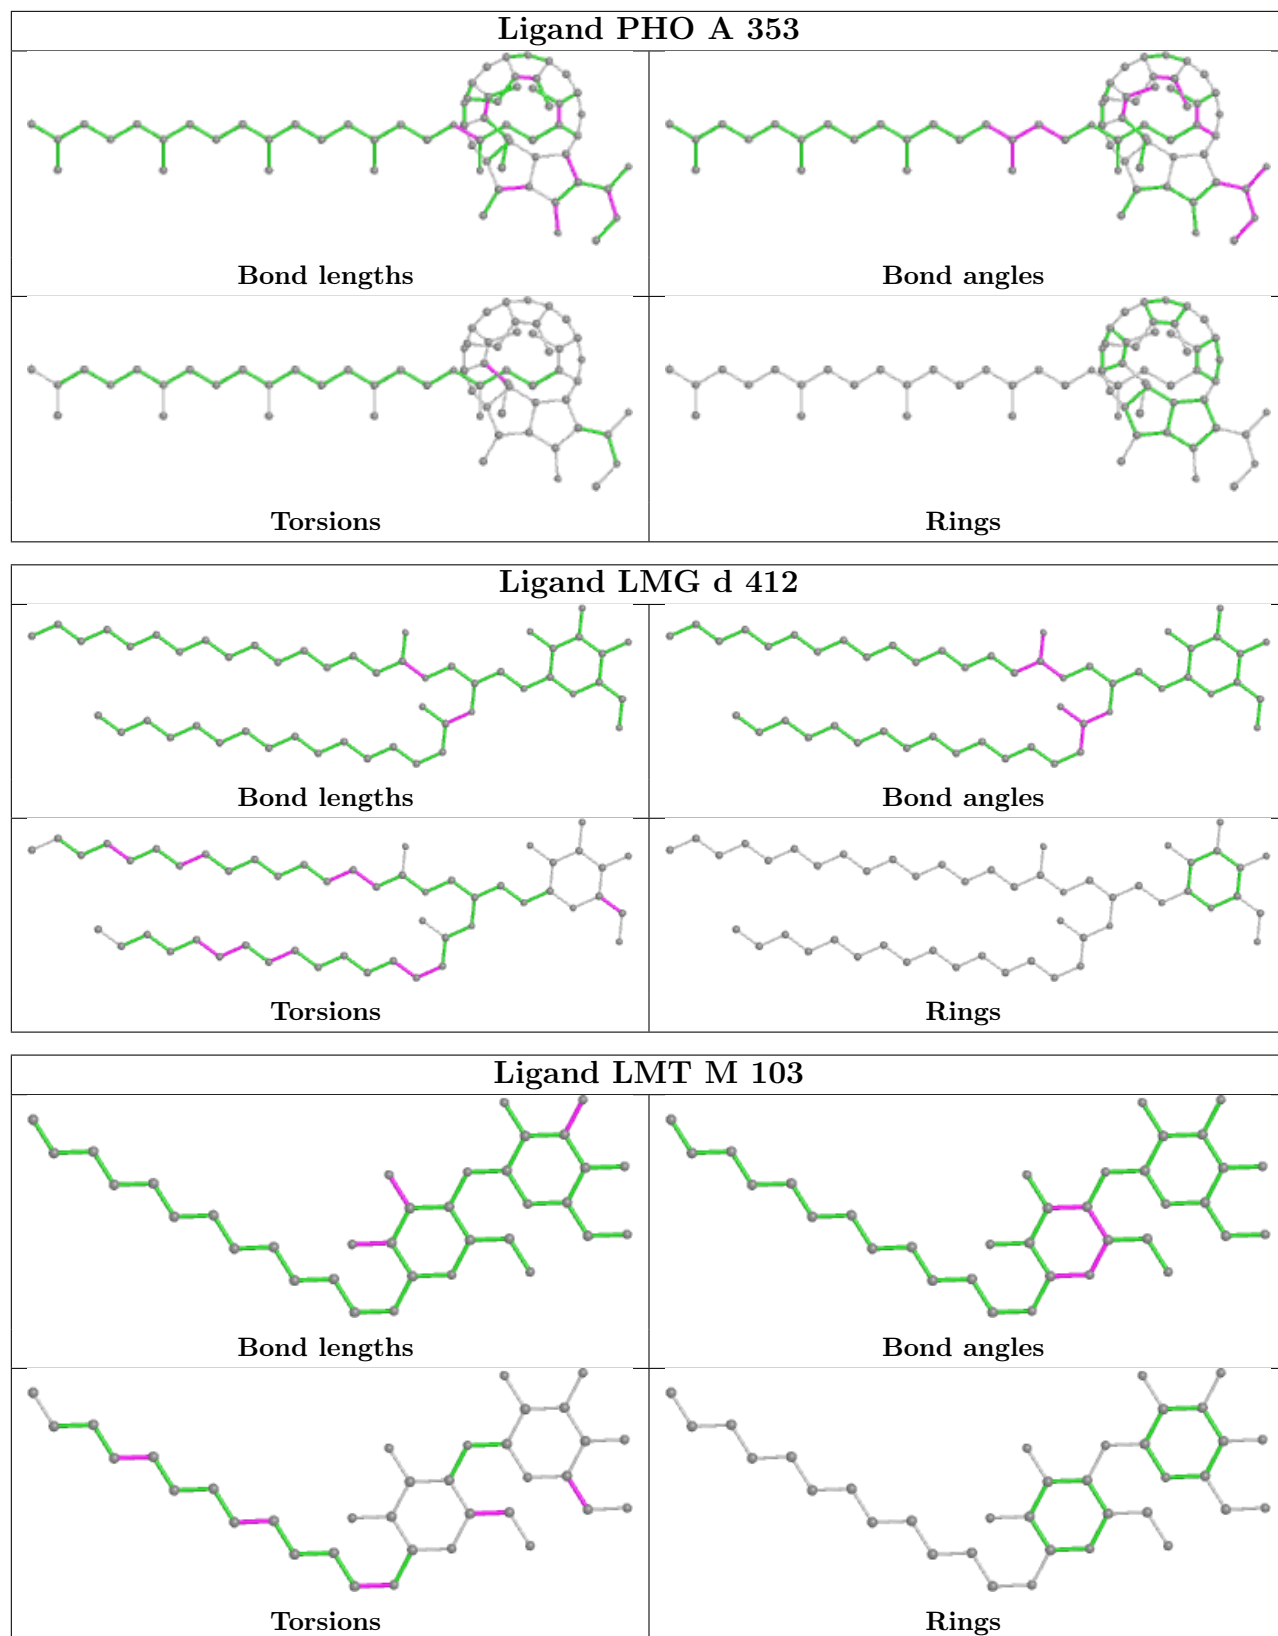 Ligand PHO A 353
Bond lengths
Bond angles
Torsions
Rings
Ligand LMG d 412
Bond lengths
Bond angles
Torsions
Rings
Ligand LMT M 103
Bond lengths
Bond angles
Torsions
Rings